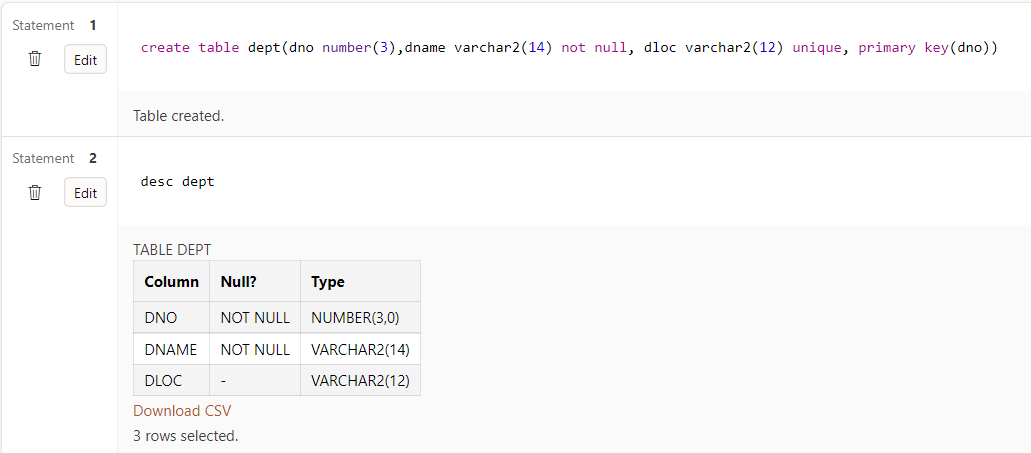 Statement 1
Edit
create table dept(dno number(3),dname varchar2(14) not null, dloc varchar2(12) unique, primary key(dno))
Table created.
Statement 2
Edit
desc dept
TABLE DEPT
Column Null? Type
DNO NOT NULL NUMBER(3,0)
DNAME NOT NULL VARCHAR2(14)
DLOC - VARCHAR2(12)
Download CSV
3 rows selected.